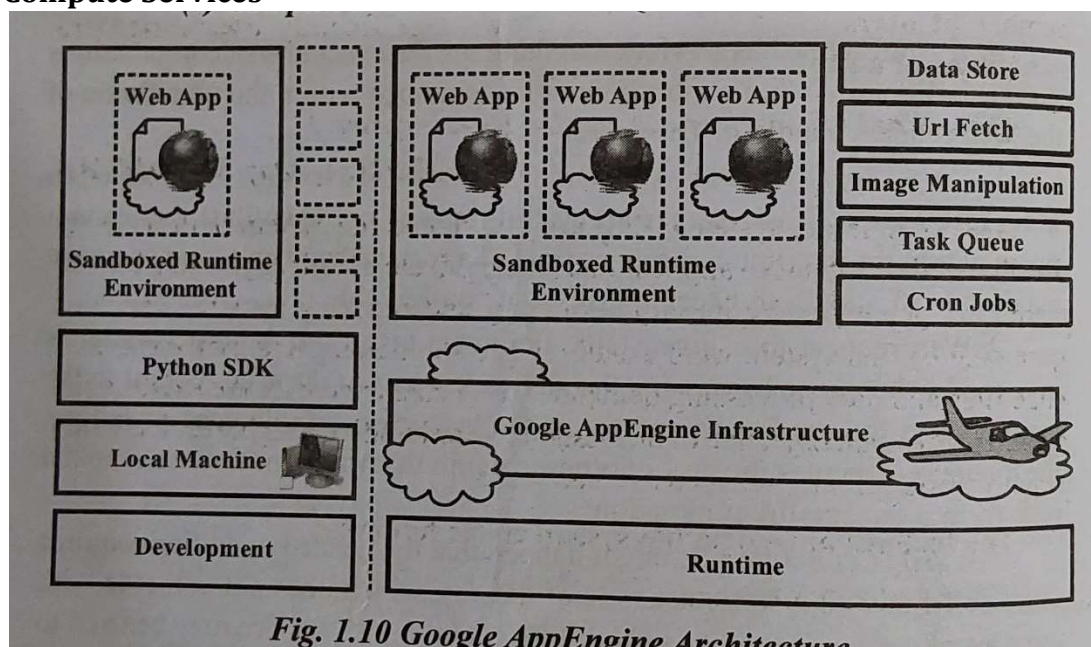 Compute Services
Web App
Sandboxed Runtime
Environment
Python SDK
Local Machine
Development
Web App
Web App
Web App
Sandboxed Runtime
Environment
Data Store
Url Fetch
Image Manipulation
Task Queue
Cron Jobs
Google AppEngine Infrastructure
Runtime
Fig. 1.10 Google AppEngine Architecture